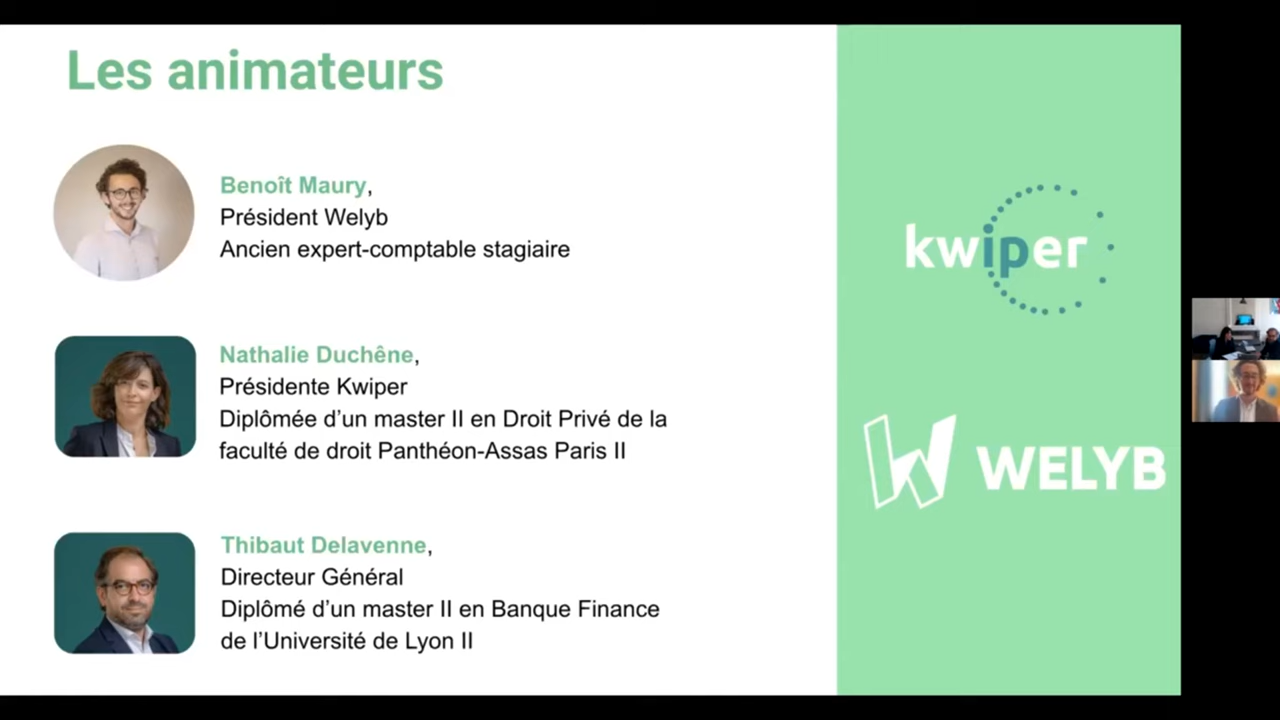 Les animateurs
Benoît Maury,
Président Welyb
Ancien expert-comptable stagiaire
Nathalie Duchêne,
Présidente Kwiper
Diplômée d'un master II en Droit Privé de la
faculté de droit Panthéon-Assas Paris II
Thibaut Delavenne,
Directeur Général
Diplômé d'un master II en Banque Finance
de l'Université de Lyon II
kwiper
WELYB